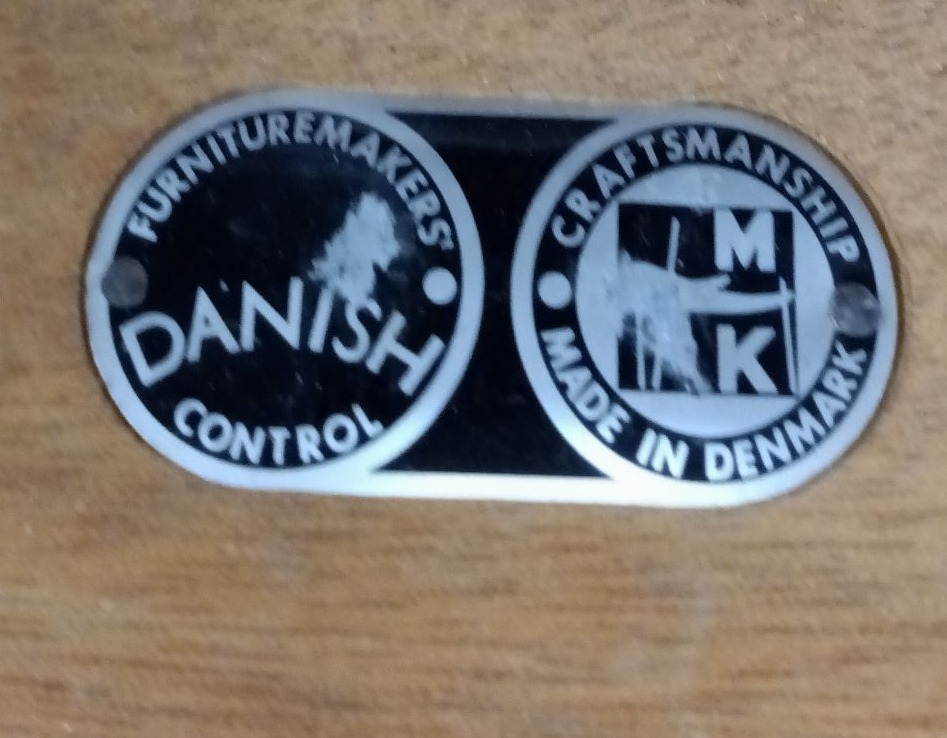 FURNITUREMAKERS'
DANISH
CONTROL
CRAFTSMANSHIP
M
K
MADE IN DENMARK